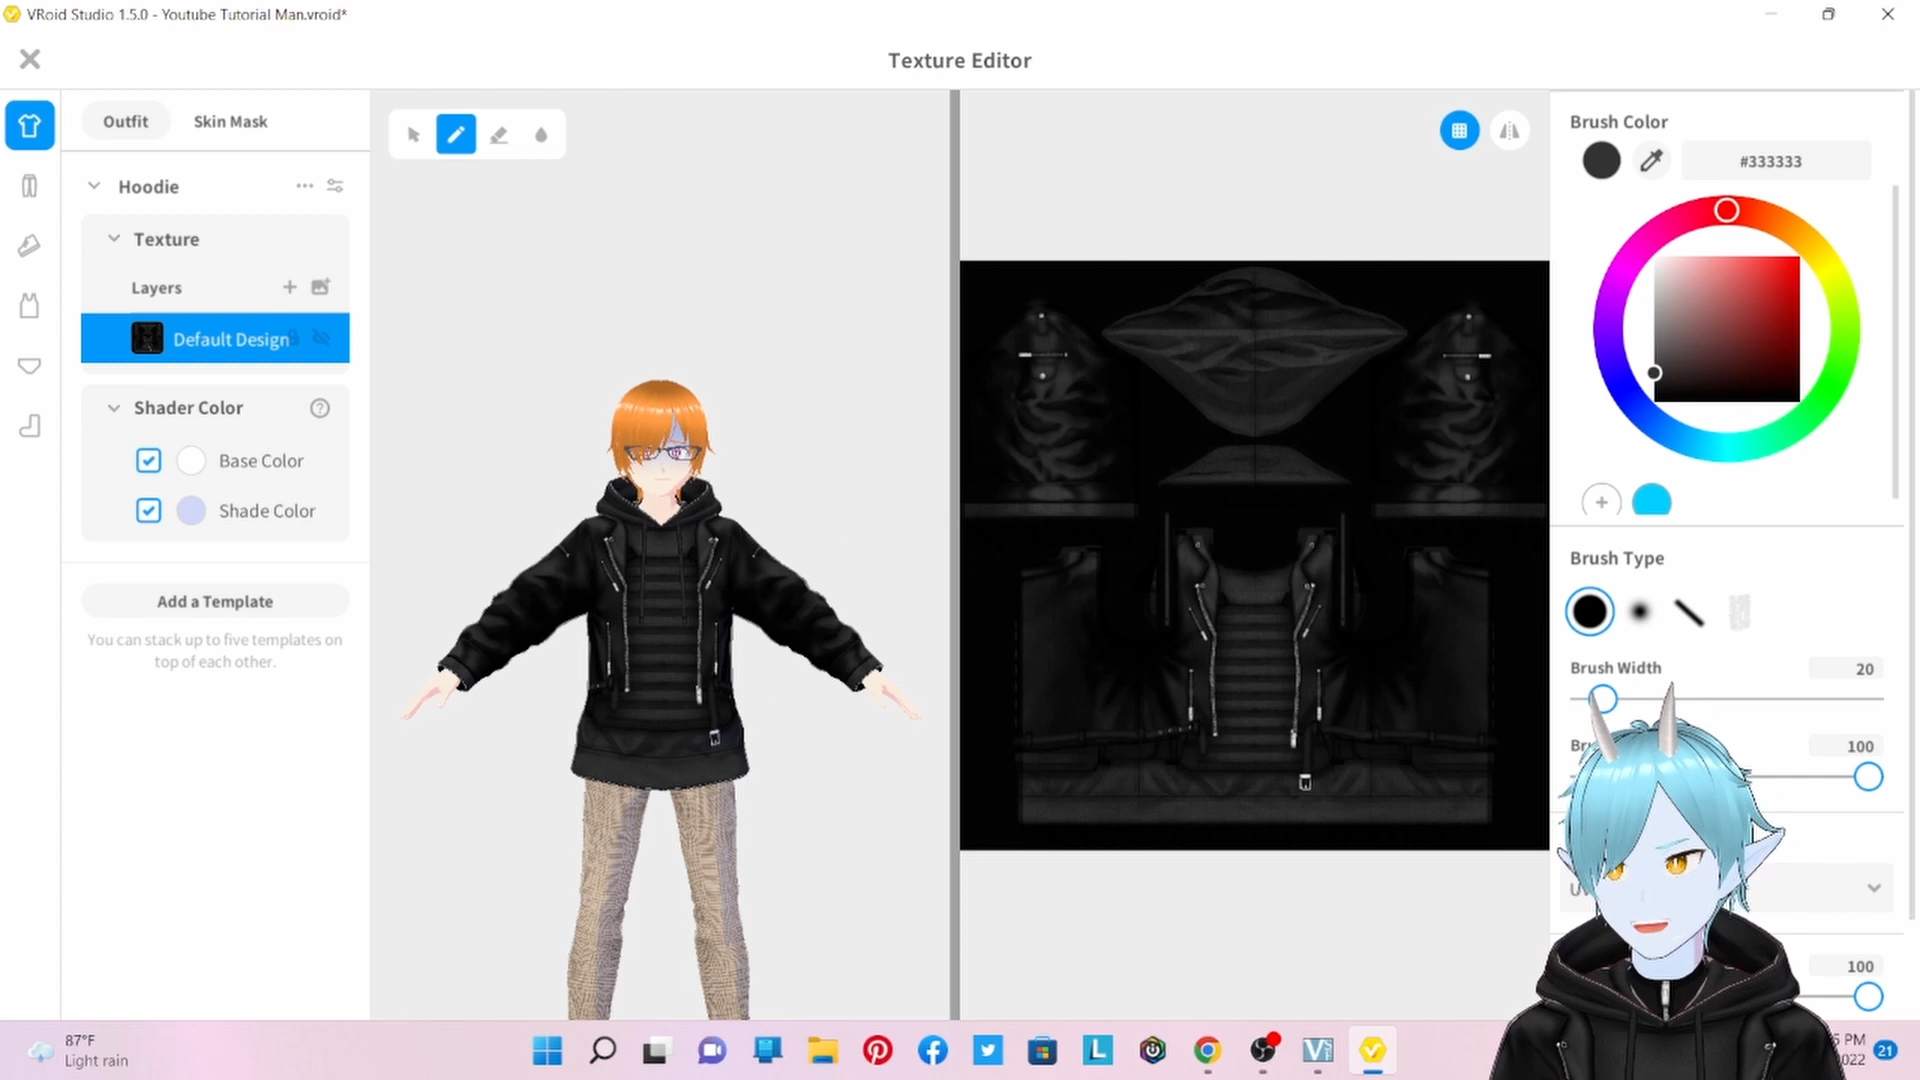 VRoid Studio 1.5.0 - Youtube Tutorial Man.vroid*
Texture Editor
Outfit
Skin Mask
Hoodie
Texture
Layers
Default Design
Shader Color
Base Color
Shade Color
Add a Template
You can stack up to five templates on
top of each other.
Brush Color
#333333
Brush Type
Brush Width
20
100
100
87°F
Light rain
PM
2022
21